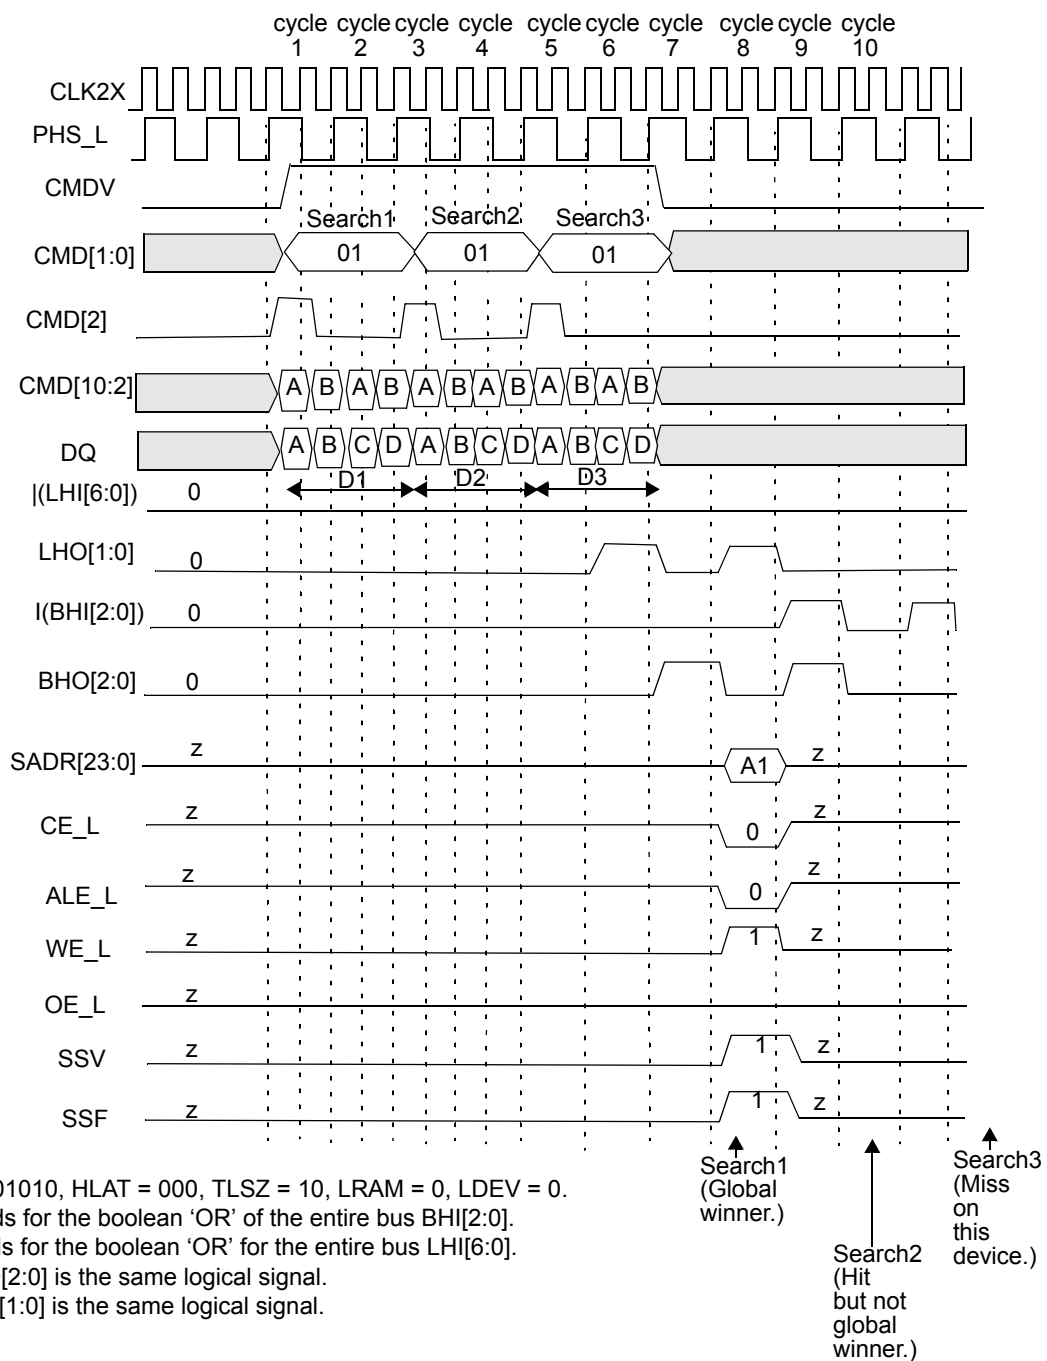 cycle cycle cycle cycle cycle cycle cycle cycle cycle cycle
1 2 3 4 5 6 7 8 9 10
CLK2X
PHS_L
CMDV
Search1 Search2 Search3
CMD[1:0] 01 01 01
CMD[2]
CMD[10:2] A B A B A B A B A B A B
DQ A B C D A B C D A B C D
D1 D2 D3
|(LHI[6:0]) 0
LHO[1:0] 0
I(BHI[2:0]) 0
BHO[2:0] 0
SADR[23:0] z A1 z
CE_L z 0 z
ALE_L z 0 z
WE_L z 1 z
OE_L z
SSV z 1 z
SSF z 1 z
Search1
(Global
winner.)
Search3
(Miss
on
this
device.)
Search2
(Hit
but not
global
winner.)
01010, HLAT = 000, TLSZ = 10, LRAM = 0, LDEV = 0.
ds for the boolean ‘OR’ of the entire bus BHI[2:0].
ds for the boolean ‘OR’ for the entire bus LHI[6:0].
[2:0] is the same logical signal.
[1:0] is the same logical signal.